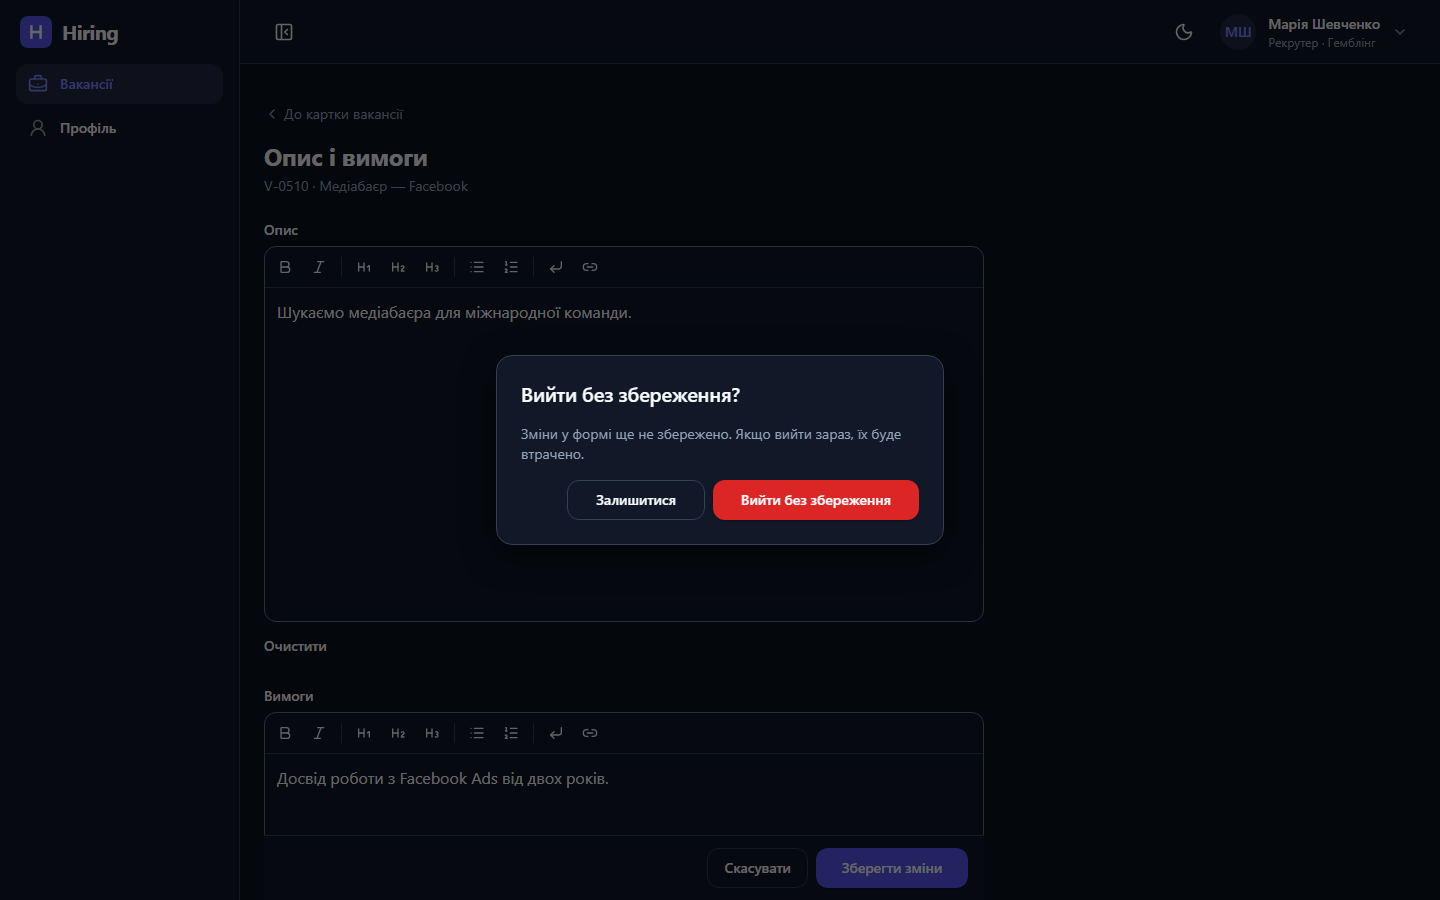 H Hiring
МШ
Марія Шевченко
Рекрутер · Гемблінг
Вакансії
Профіль
До картки вакансії
Опис і вимоги
V-0510 · Медіабаєр — Facebook
Опис
B I H1 H2 H3
Шукаємо медіабаєра для міжнародної команди.
Вийти без збереження?
Зміни у формі ще не збережено. Якщо вийти зараз, їх буде
втрачено.
Залишитися
Вийти без збереження
Очистити
Вимоги
B I H1 H2 H3
Досвід роботи з Facebook Ads від двох років.
Скасувати
Зберегти зміни